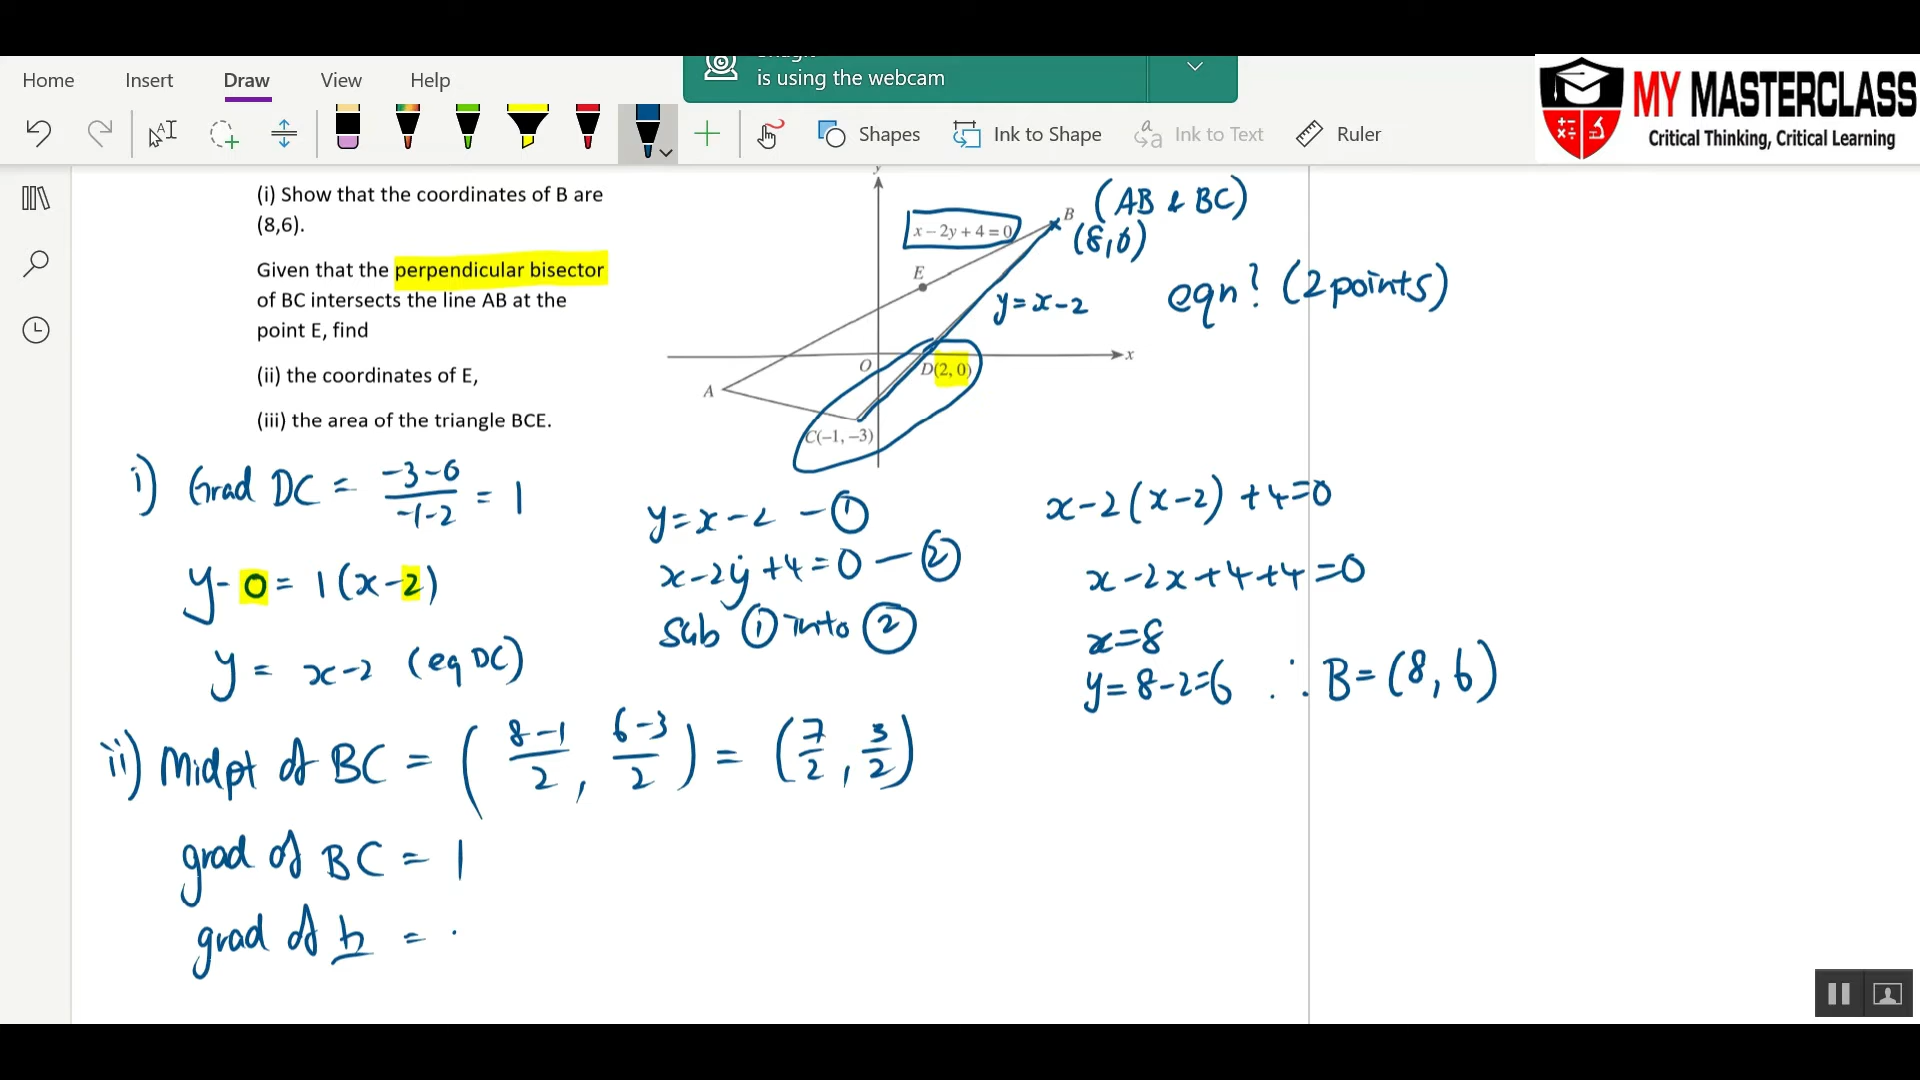 is using the webcam
Home Insert Draw View Help
Shapes Ink to Shape Ink to Text Ruler
MY MASTERCLASS
Critical Thinking, Critical Learning
(i) Show that the coordinates of B are
(8,6).
Given that the perpendicular bisector
of BC intersects the line AB at the
point E, find
(ii) the coordinates of E,
(iii) the area of the triangle BCE.
B (AB & BC)
x − 2y + 4 = 0
(8,6)
E
y = x - 2
eqn? (2 points)
O
x
D(2, 0)
A
C(−1, −3)
i) Grad DC = -3-0/-1-2 = 1
y - 0 = 1(x-2)
y = x-2 (eq DC)
y = x-2 - ①
x-2y+4=0 - ②
Sub ① into ②
x-2(x-2)+4=0
x-2x+4+4=0
x=8
y=8-2=6 ∴ B=(8,6)
ii) Midpt of BC = (8-1/2, 6-3/2) = (7/2, 3/2)
grad of BC = 1
grad of =